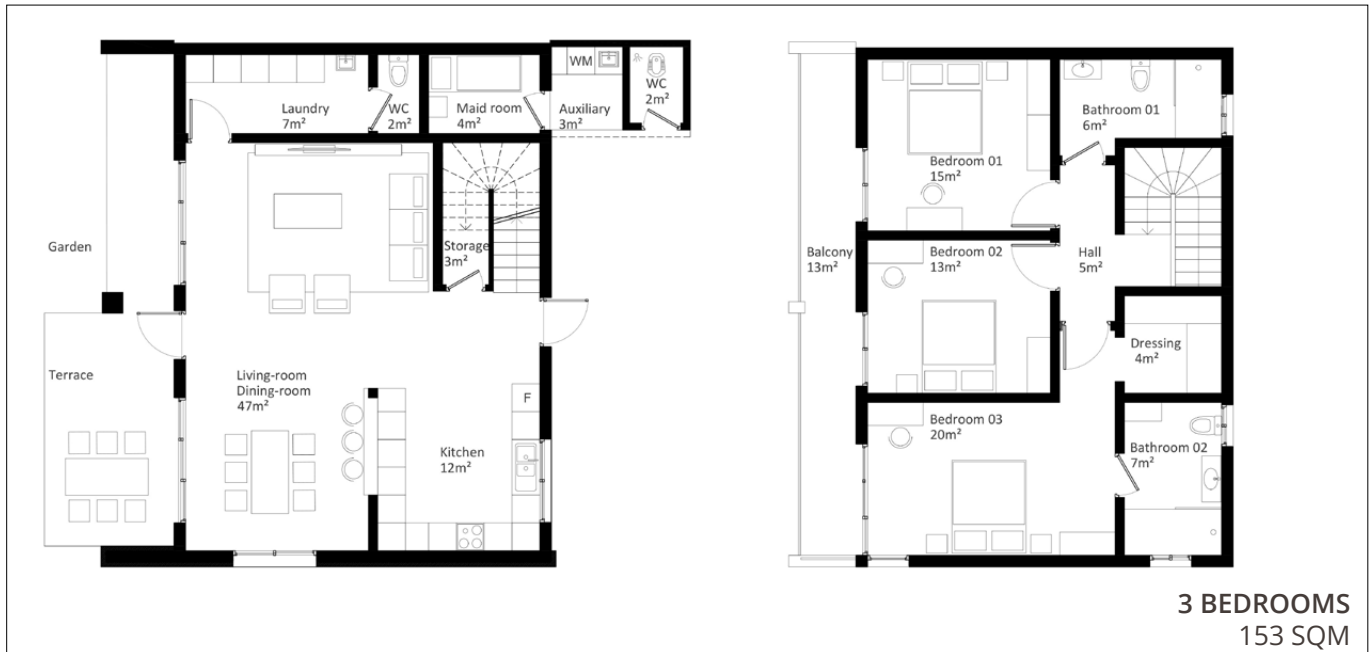 Laundry
7m²
WC
2m²
Maid room
4m²
WM
Auxiliary
3m²
WC
2m²
Garden
Storage
3m²
Terrace
Living-room
Dining-room
47m²
F
Kitchen
12m²
Bedroom 01
15m²
Bathroom 01
6m²
Balcony
13m²
Bedroom 02
13m²
Hall
5m²
Dressing
4m²
Bedroom 03
20m²
Bathroom 02
7m²
3 BEDROOMS
153 SQM